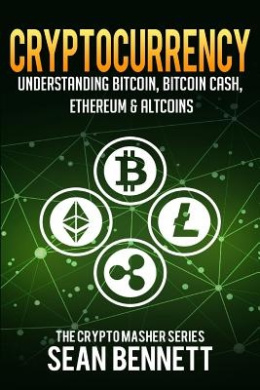 CRYPTOCURRENCY
UNDERSTANDING BITCOIN, BITCOIN CASH,
ETHEREUM & ALTCOINS
THE CRYPTO MASHER SERIES
SEAN BENNETT